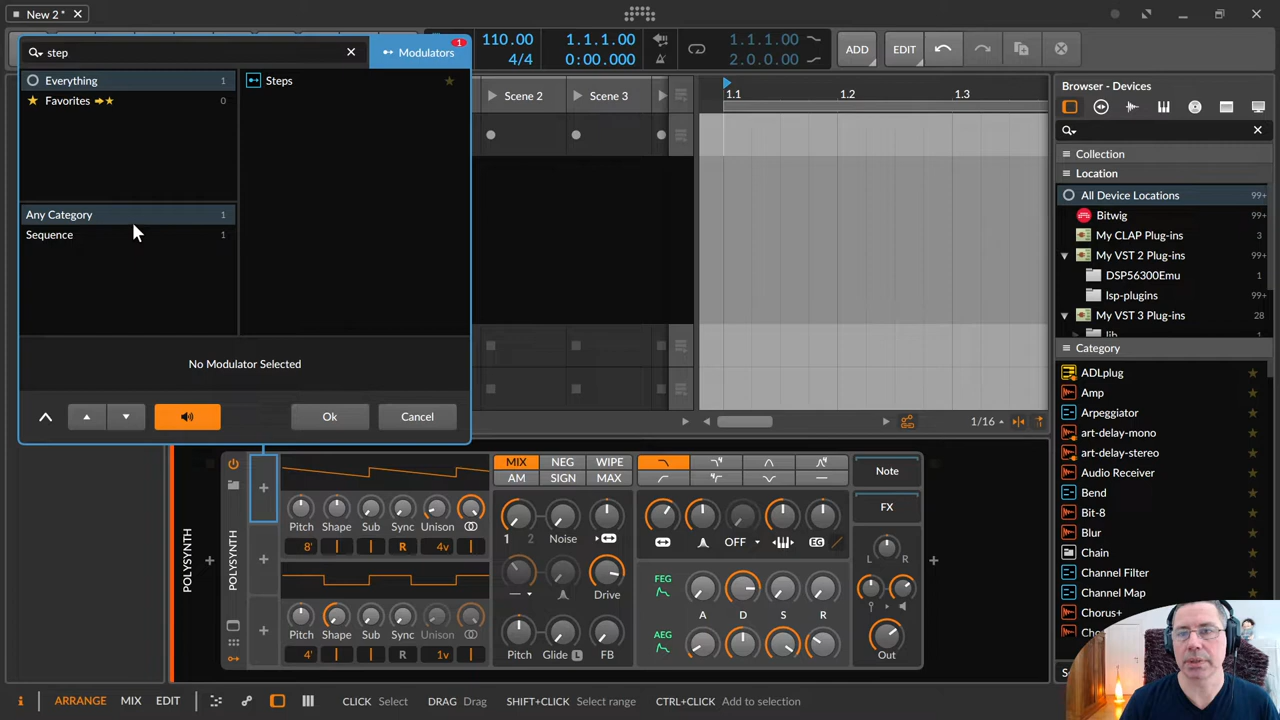 New 2 *
step
Modulators
1
Everything 1
Favorites 0
Any Category 1
Sequence 1
Steps
No Modulator Selected
Ok
Cancel
110.00
4/4
1.1.1.00
0:00.000
1.1.1.00
2.0.0.00
ADD
EDIT
Scene 2
Scene 3
1.1
1.2
1.3
1/16
Browser - Devices
Collection
Location
All Device Locations 99+
Bitwig 99+
My CLAP Plug-ins 3
My VST 2 Plug-ins 99+
DSP56300Emu 1
lsp-plugins 99+
My VST 3 Plug-ins 28
Category
ADLplug
Amp
Arpeggiator
art-delay-mono
art-delay-stereo
Audio Receiver
Bend
Bit-8
Blur
Chain
Channel Filter
Channel Map
Chorus+
POLYSYNTH
POLYSYNTH
Pitch Shape Sub Sync Unison
8' R 4v
Pitch Shape Sub Sync Unison
4' R 1v
MIX NEG WIPE
AM SIGN MAX
1 2 Noise
Drive
Pitch Glide L FB
OFF
EG
FEG
A D S R
AEG
Note
FX
L R
Out
ARRANGE MIX EDIT
CLICK Select DRAG Drag SHIFT+CLICK Select range CTRL+CLICK Add to selection